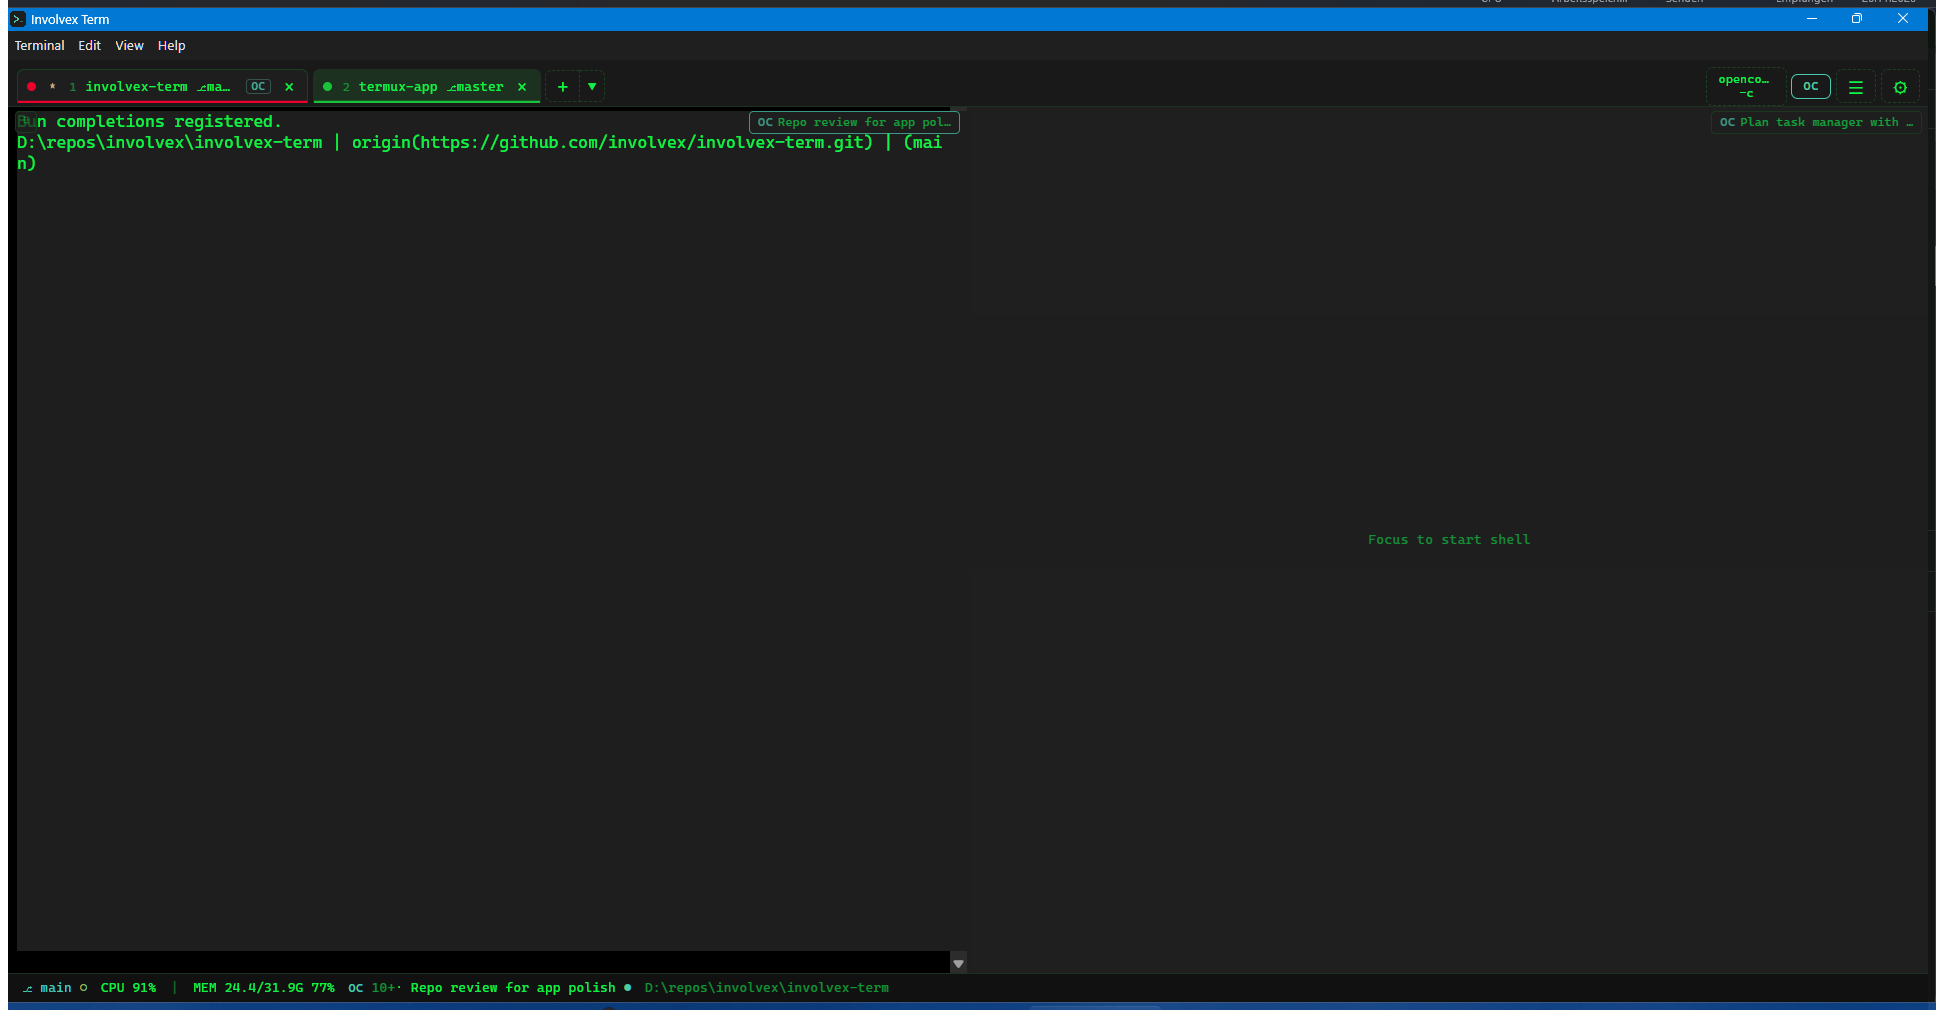 Involvex Term
Terminal Edit View Help
* 1 involvex-term ⎇ma… OC ×
2 termux-app ⎇master ×
+ ▼
openco…
-c
OC
Bun completions registered.
OC Repo review for app pol…
OC Plan task manager with …
D:\repos\involvex\involvex-term | origin(https://github.com/involvex/involvex-term.git) | (mai
n)
Focus to start shell
⎇ main ○ CPU 91% | MEM 24.4/31.9G 77% OC 10+· Repo review for app polish ● D:\repos\involvex\involvex-term